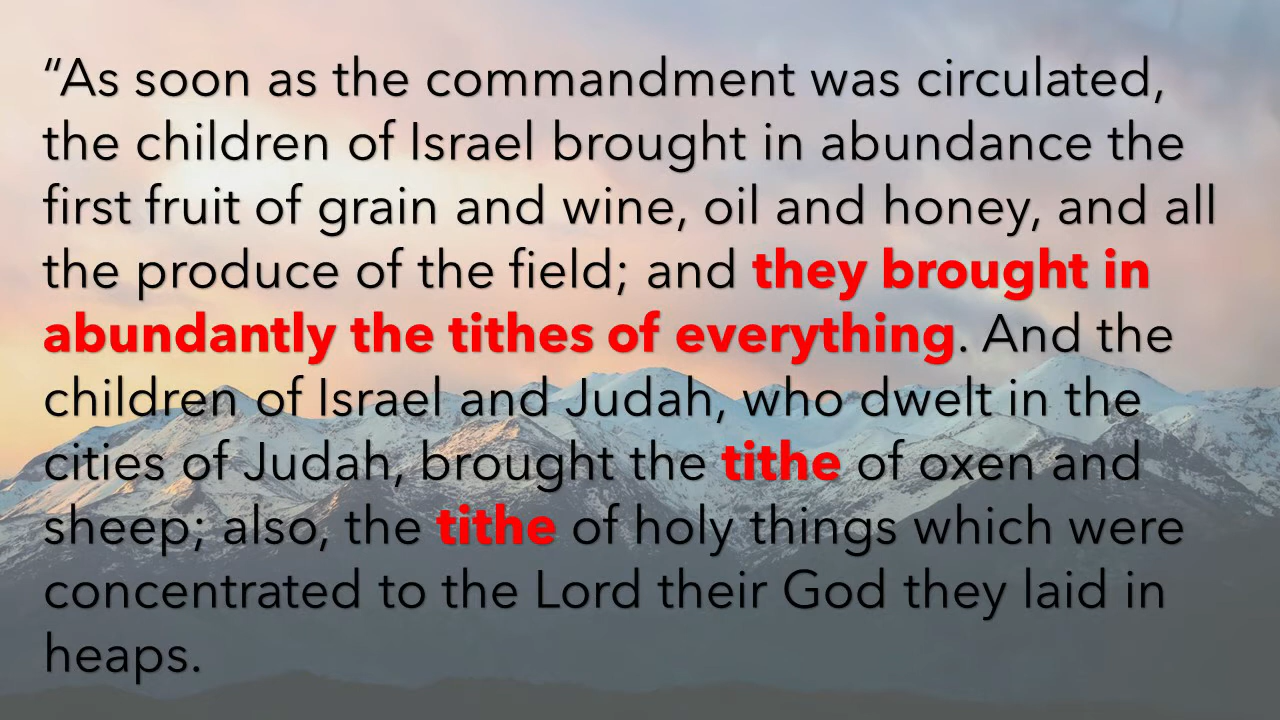 “As soon as the commandment was circulated,
the children of Israel brought in abundance the
first fruit of grain and wine, oil and honey, and all
the produce of the field; and they brought in
abundantly the tithes of everything. And the
children of Israel and Judah, who dwelt in the
cities of Judah, brought the tithe of oxen and
sheep; also, the tithe of holy things which were
concentrated to the Lord their God they laid in
heaps.